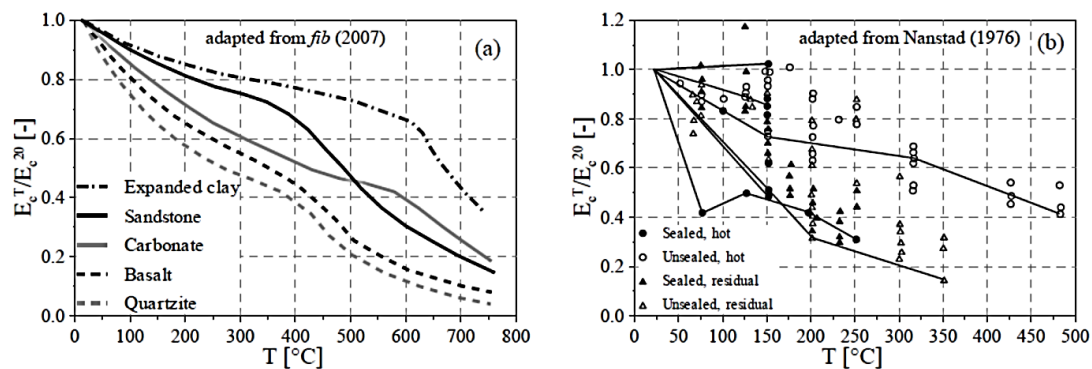 adapted from fib (2007)
(a)
1.0
0.8
0.6
0.4
0.2
0.0
E_c^T/E_c^20 [-]
Expanded clay
Sandstone
Carbonate
Basalt
Quartzite
0 100 200 300 400 500 600 700 800
T [°C]
adapted from Nanstad (1976)
(b)
1.2
1.0
0.8
0.6
0.4
0.2
0.0
E_c^T/E_c^20 [-]
Sealed, hot
Unsealed, hot
Sealed, residual
Unsealed, residual
0 50 100 150 200 250 300 350 400 450 500
T [°C]